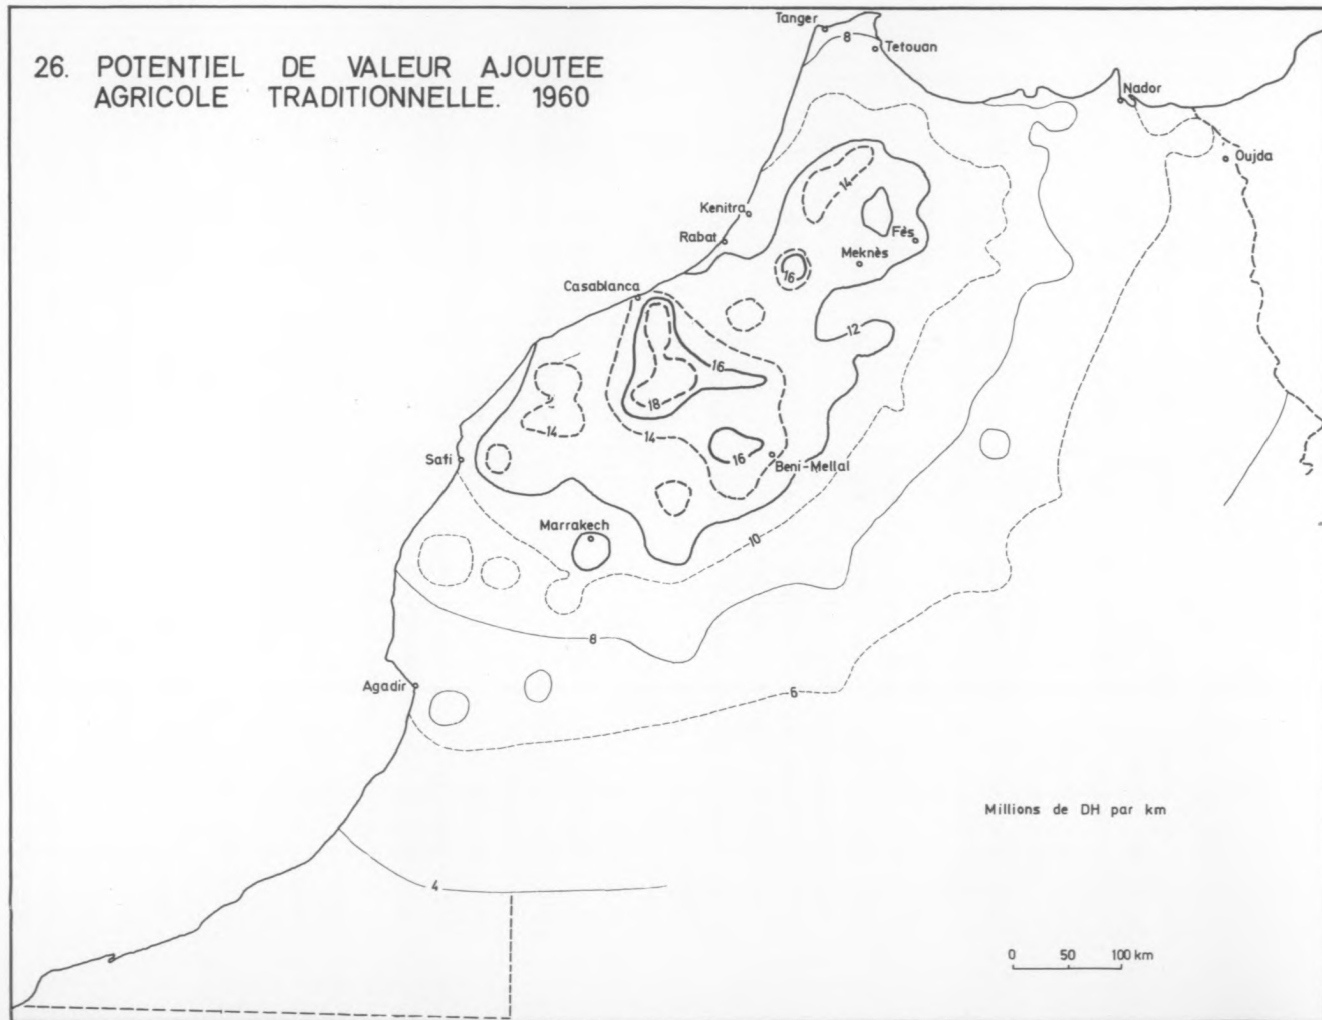 26. POTENTIEL DE VALEUR AJOUTEE
AGRICOLE TRADITIONNELLE. 1960
Tanger
8
Tetouan
Nador
Oujda
14
Kenitra
Rabat
Fès
Meknès
16
Casablanca
12
16
18
14
14
16
Safi
Beni-Mellal
Marrakech
10
8
Agadir
6
Millions de DH par km
4
0 50 100 km